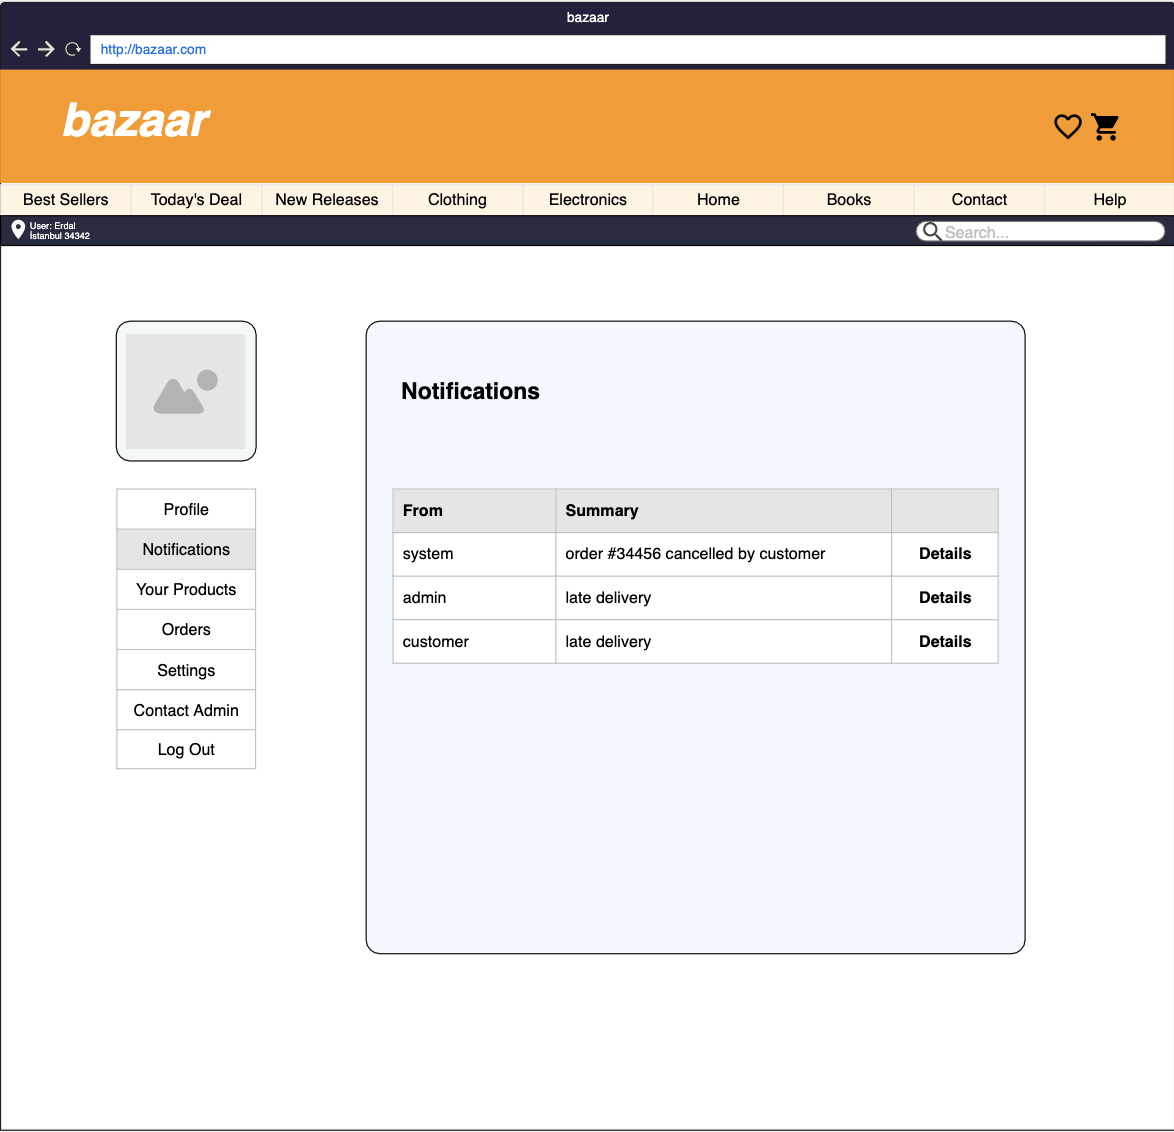 bazaar
http://bazaar.com
bazaar
Best Sellers Today's Deal New Releases Clothing Electronics Home Books Contact Help
User: Erdal
İstanbul 34342
Search...
Notifications
Profile
Notifications
Your Products
Orders
Settings
Contact Admin
Log Out
From Summary
system order #34456 cancelled by customer Details
admin late delivery Details
customer late delivery Details